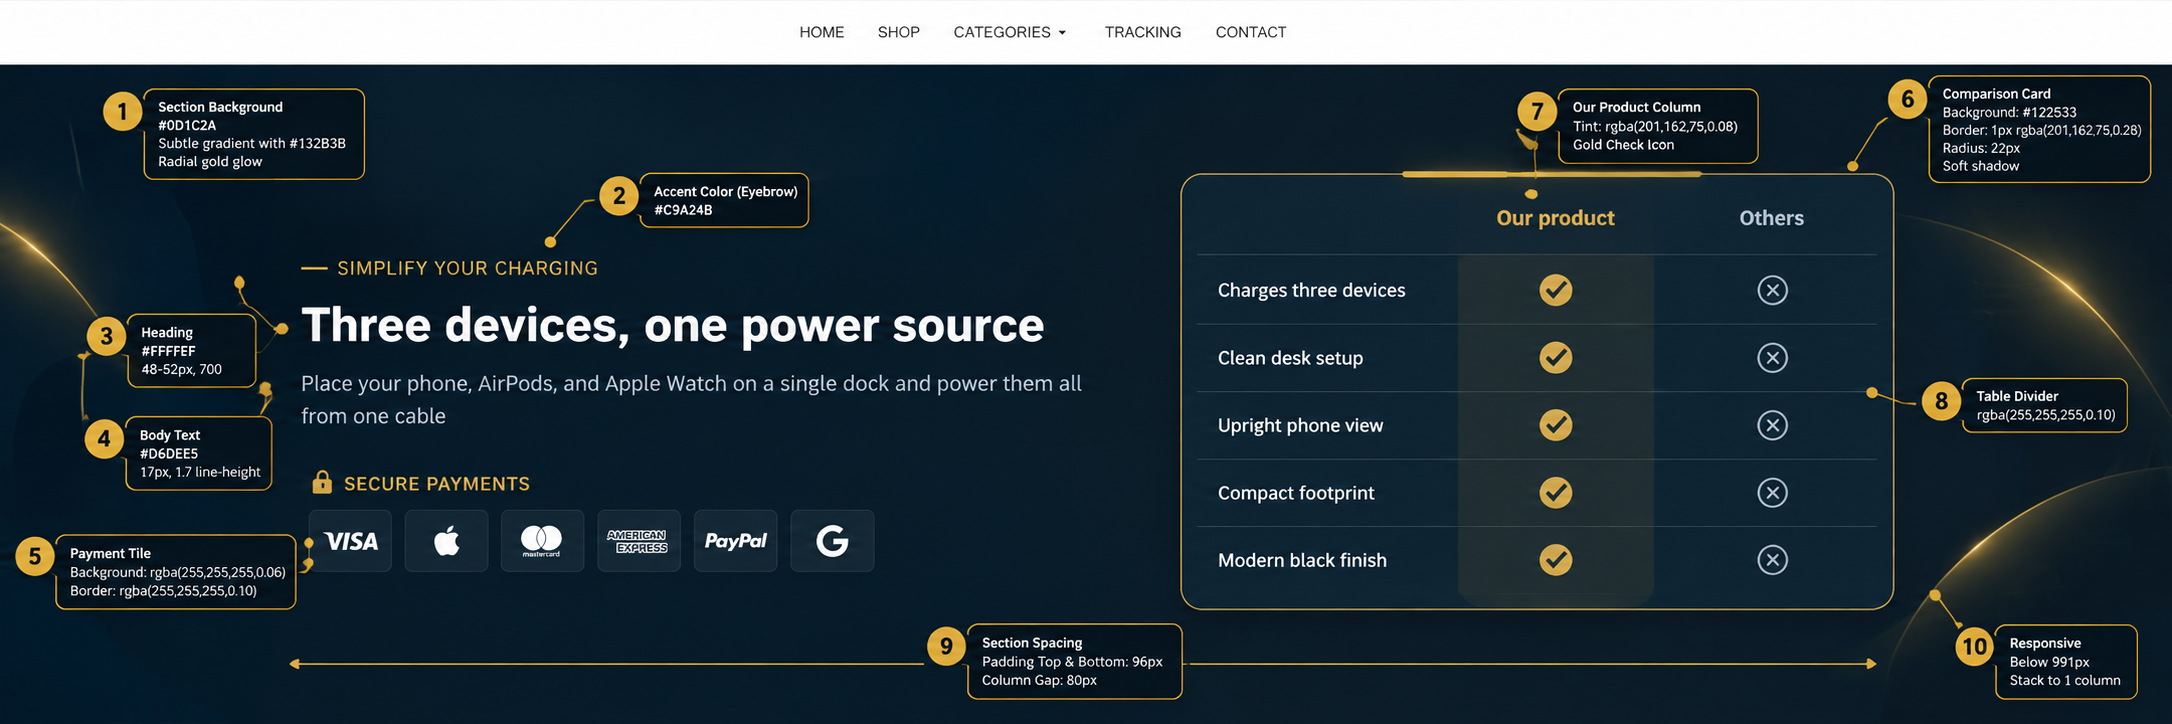 HOME SHOP CATEGORIES TRACKING CONTACT
1
Section Background
#0D1C2A
Subtle gradient with #132B3B
Radial gold glow
2
Accent Color (Eyebrow)
#C9A24B
SIMPLIFY YOUR CHARGING
Three devices, one power source
Place your phone, AirPods, and Apple Watch on a single dock and power them all
from one cable
3
Heading
#FFFFEF
48-52px, 700
4
Body Text
#D6DEE5
17px, 1.7 line-height
SECURE PAYMENTS
VISA
mastercard
AMERICAN
EXPRESS
PayPal
G
5
Payment Tile
Background: rgba(255,255,255,0.06)
Border: rgba(255,255,255,0.10)
7
Our Product Column
Tint: rgba(201,162,75,0.08)
Gold Check Icon
6
Comparison Card
Background: #122533
Border: 1px rgba(201,162,75,0.28)
Radius: 22px
Soft shadow
Our product Others
Charges three devices
Clean desk setup
Upright phone view
Compact footprint
Modern black finish
8
Table Divider
rgba(255,255,255,0.10)
9
Section Spacing
Padding Top & Bottom: 96px
Column Gap: 80px
10
Responsive
Below 991px
Stack to 1 column